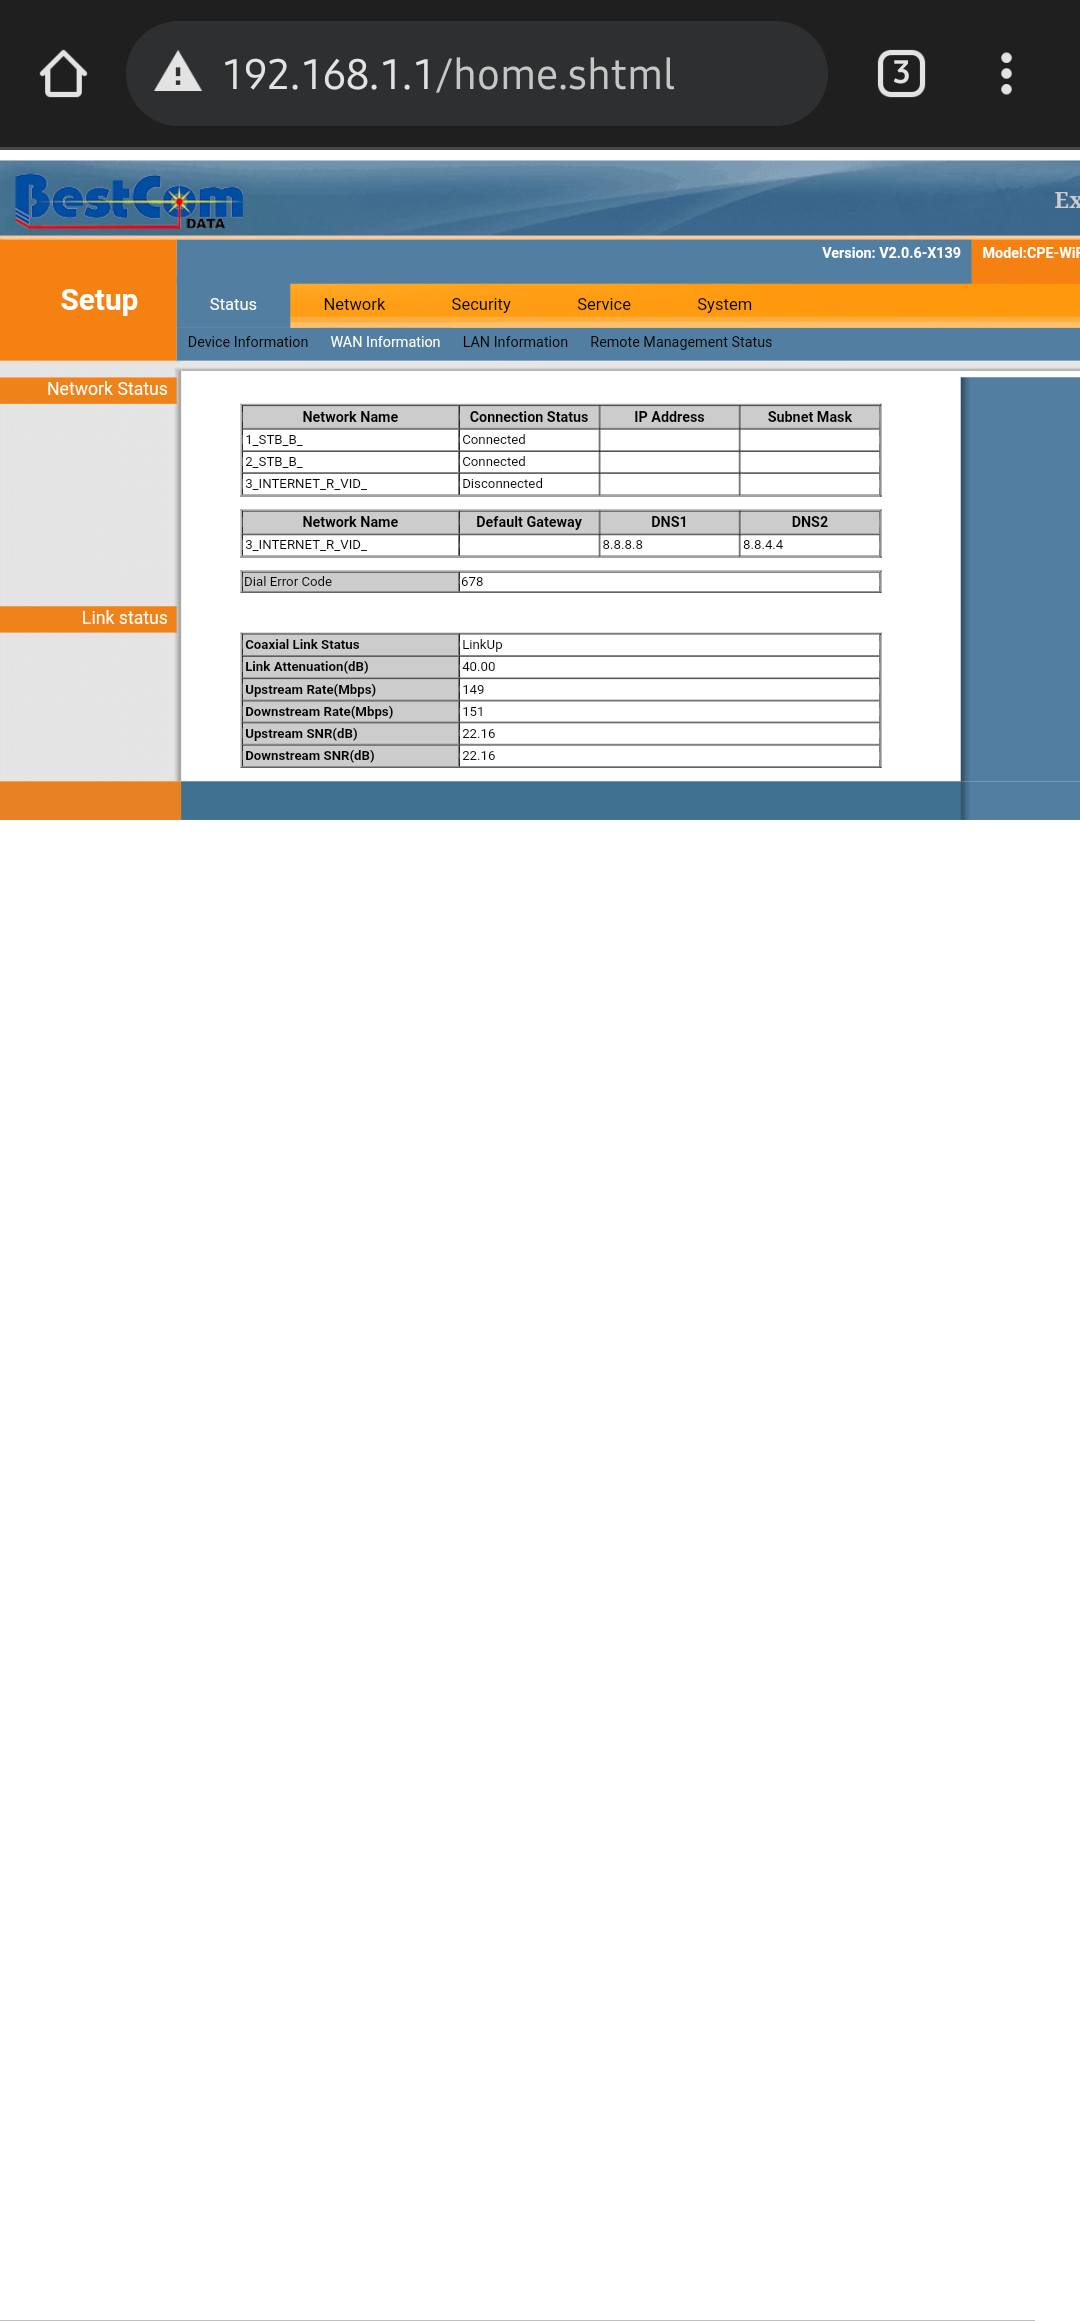 192.168.1.1/home.shtml
3
BestCom
DATA
Ex
Version: V2.0.6-X139 Model:CPE-WiF
Setup
Status Network Security Service System
Device Information WAN Information LAN Information Remote Management Status
Network Status
Network Name Connection Status IP Address Subnet Mask
1_STB_B_ Connected
2_STB_B_ Connected
3_INTERNET_R_VID_ Disconnected
Network Name Default Gateway DNS1 DNS2
3_INTERNET_R_VID_ 8.8.8.8 8.8.4.4
Dial Error Code 678
Link status
Coaxial Link Status LinkUp
Link Attenuation(dB) 40.00
Upstream Rate(Mbps) 149
Downstream Rate(Mbps) 151
Upstream SNR(dB) 22.16
Downstream SNR(dB) 22.16